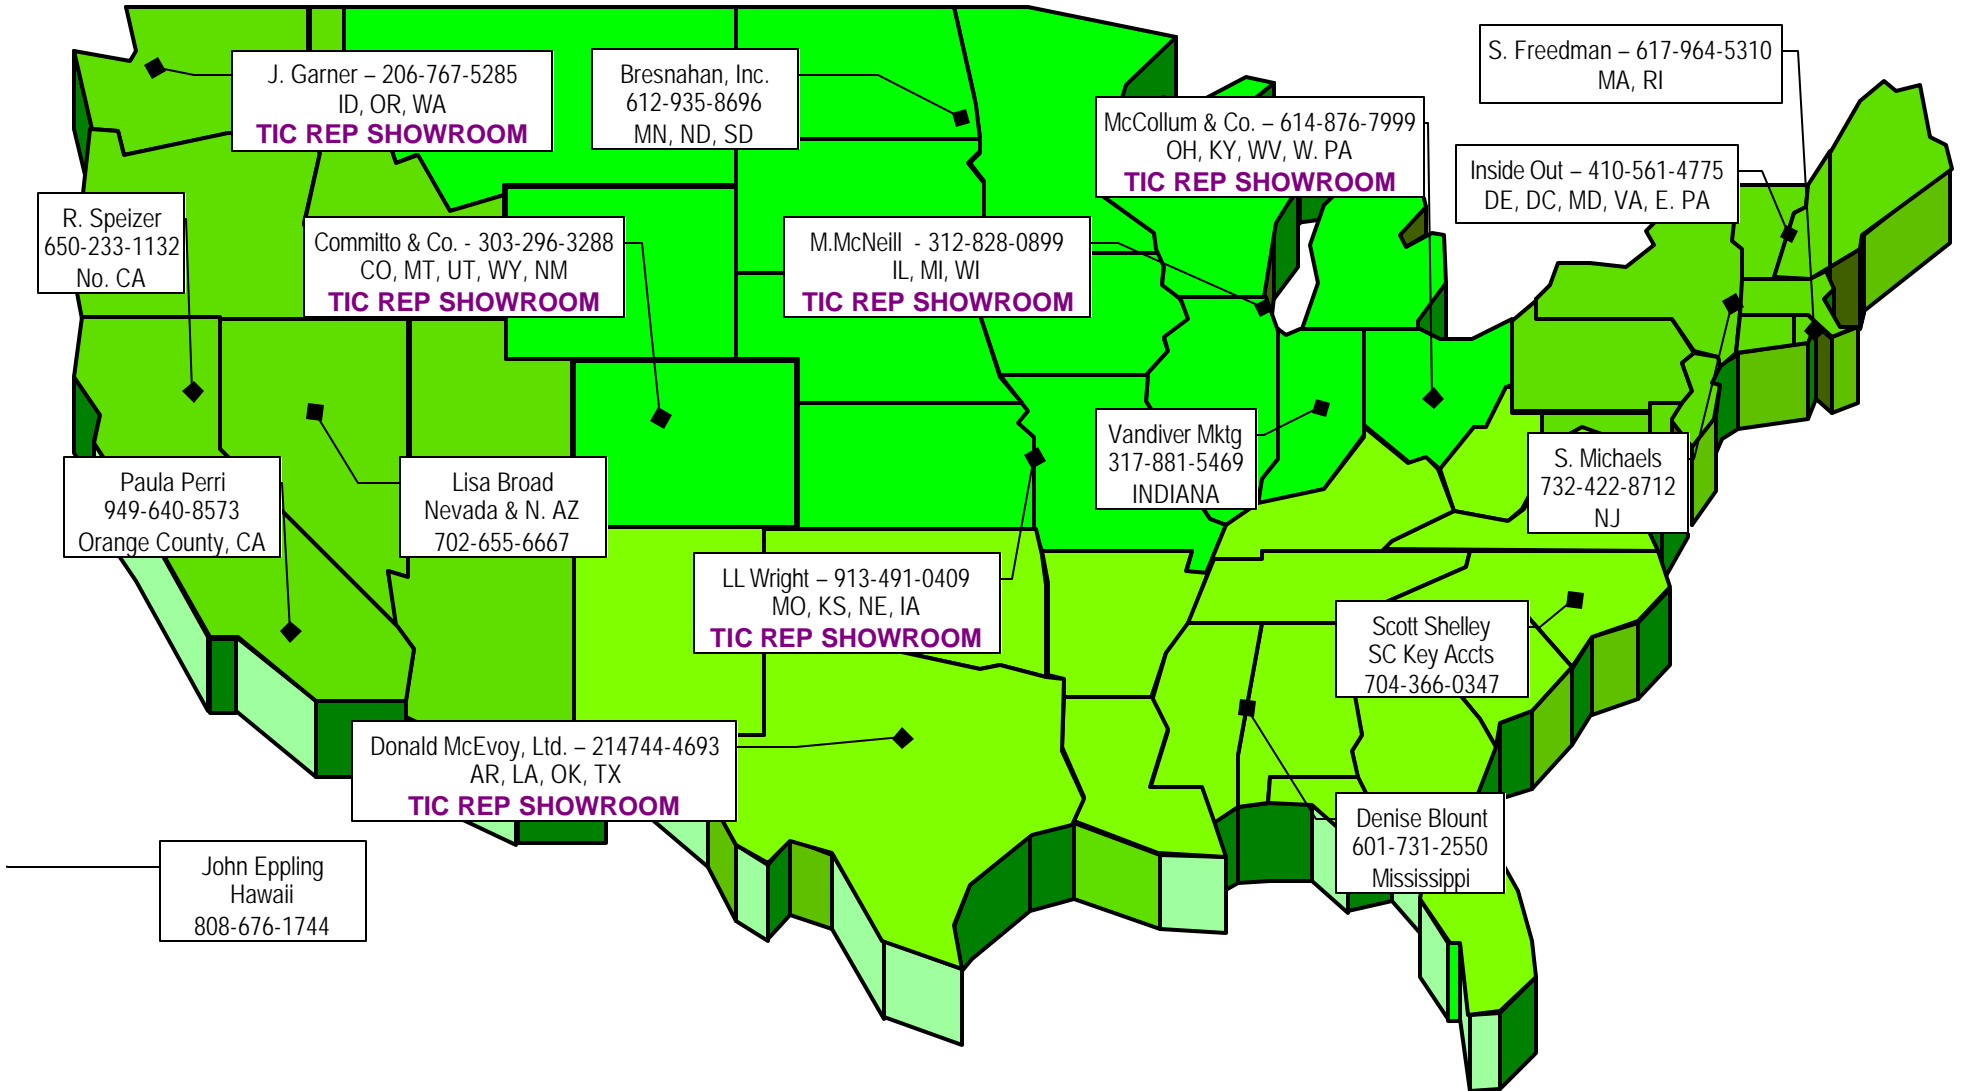 J. Garner – 206-767-5285
ID, OR, WA
TIC REP SHOWROOM
Bresnahan, Inc.
612-935-8696
MN, ND, SD
S. Freedman – 617-964-5310
MA, RI
McCollum & Co. – 614-876-7999
OH, KY, WV, W. PA
TIC REP SHOWROOM
Inside Out – 410-561-4775
DE, DC, MD, VA, E. PA
R. Speizer
650-233-1132
No. CA
Committo & Co. - 303-296-3288
CO, MT, UT, WY, NM
TIC REP SHOWROOM
M.McNeill - 312-828-0899
IL, MI, WI
TIC REP SHOWROOM
Vandiver Mktg
317-881-5469
INDIANA
S. Michaels
732-422-8712
NJ
Paula Perri
949-640-8573
Orange County, CA
Lisa Broad
Nevada & N. AZ
702-655-6667
LL Wright – 913-491-0409
MO, KS, NE, IA
TIC REP SHOWROOM
Scott Shelley
SC Key Accts
704-366-0347
Donald McEvoy, Ltd. – 214744-4693
AR, LA, OK, TX
TIC REP SHOWROOM
Denise Blount
601-731-2550
Mississippi
John Eppling
Hawaii
808-676-1744